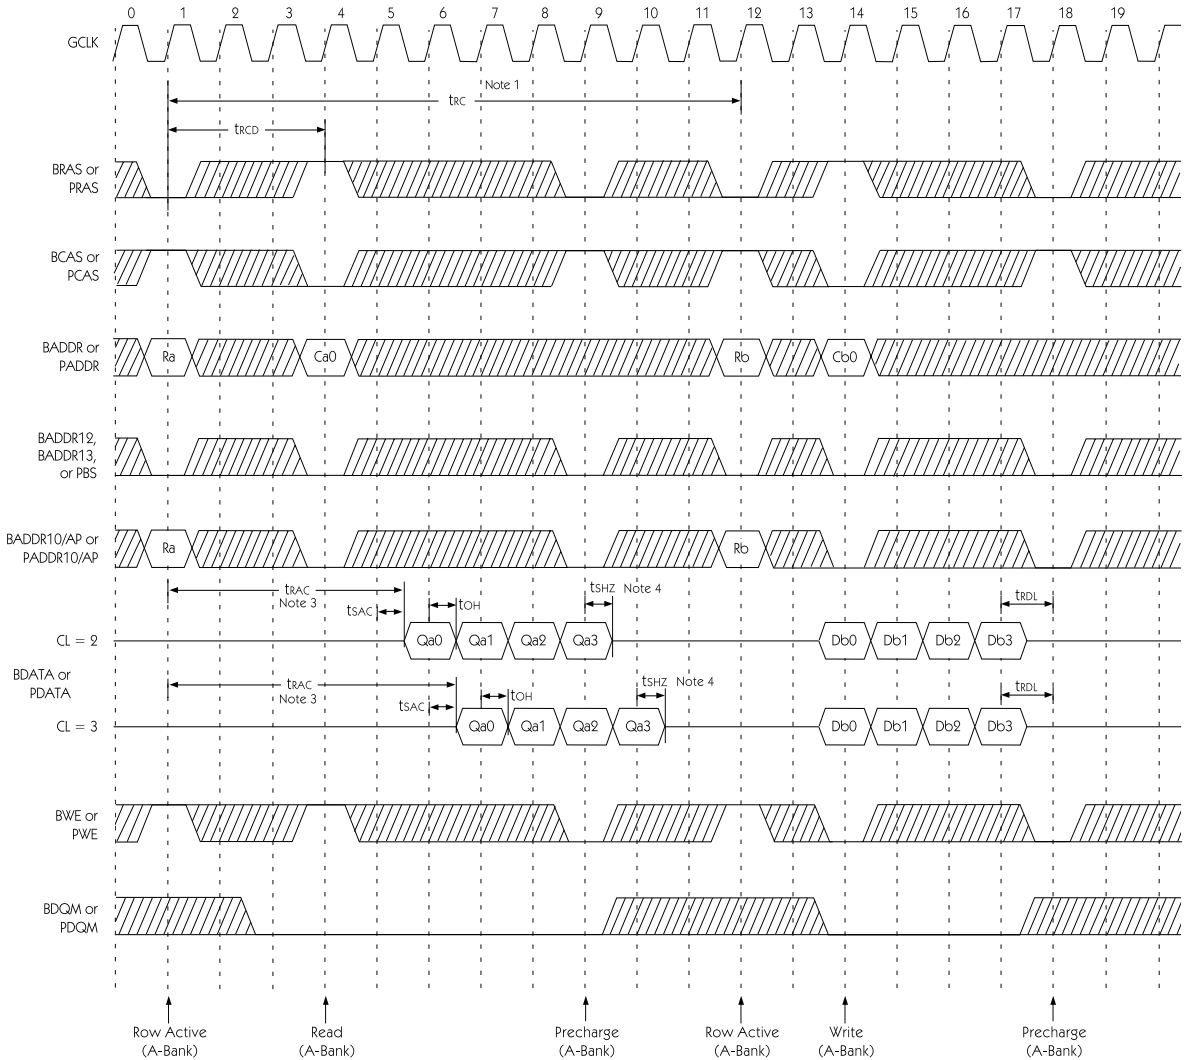 0 1 2 3 4 5 6 7 8 9 10 11 12 13 14 15 16 17 18 19
GCLK
Note 1
tRC
tRCD
BRAS or
PRAS
BCAS or
PCAS
BADDR or
PADDR
Ra Ca0 Rb Cb0
BADDR12,
BADDR13,
or PBS
BADDR10/AP or
PADDR10/AP
Ra Rb
tRAC
Note 3
tSAC
tOH
tSHZ Note 4
tRDL
CL = 2
Qa0 Qa1 Qa2 Qa3 Db0 Db1 Db2 Db3
BDATA or
PDATA
tRAC
Note 3
tSAC
tOH
tSHZ Note 4
tRDL
CL = 3
Qa0 Qa1 Qa2 Qa3 Db0 Db1 Db2 Db3
BWE or
PWE
BDQM or
PDQM
Row Active
(A-Bank)
Read
(A-Bank)
Precharge
(A-Bank)
Row Active
(A-Bank)
Write
(A-Bank)
Precharge
(A-Bank)